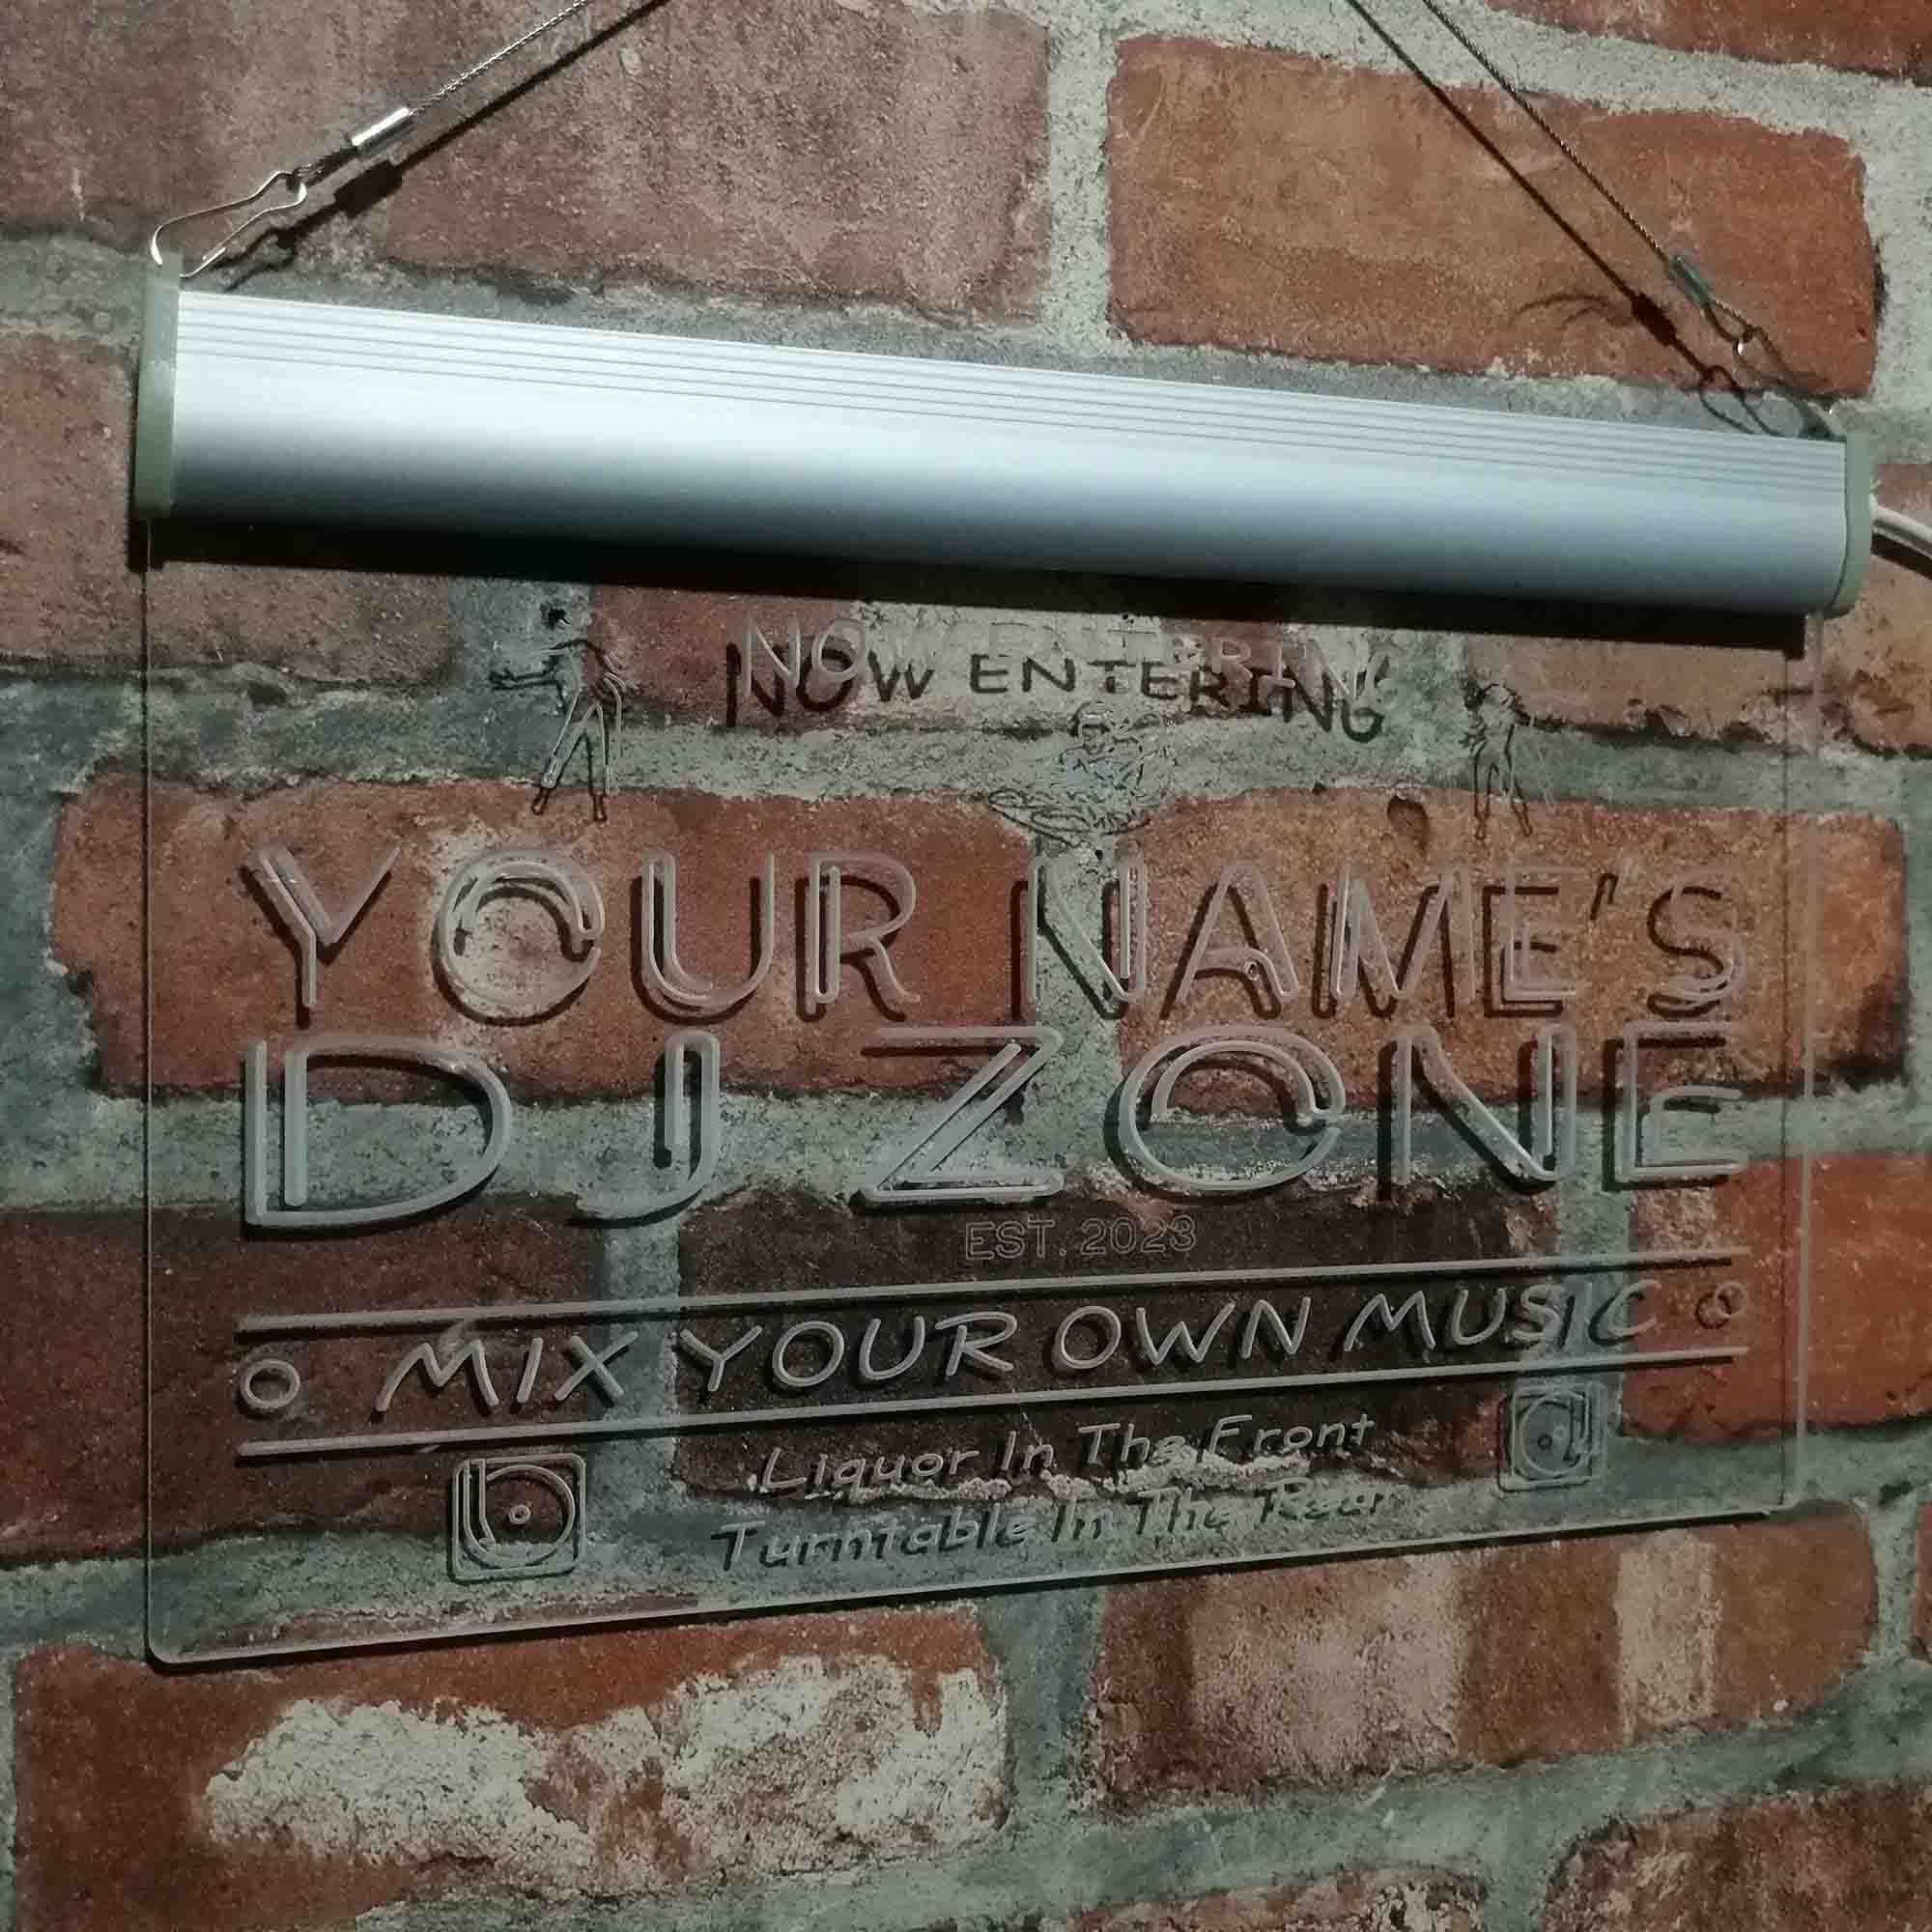 NOW ENTERING
YOUR NAME'S
DJ ZONE
EST. 2023
MIX YOUR OWN MUSIC
Liquor In The Front
Turntable In The Rear